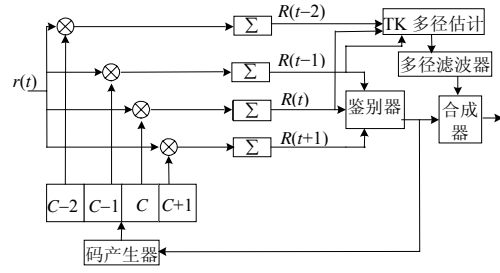 R(t−2)
TK 多径估计
R(t−1)
多径滤波器
r(t)
R(t)
鉴别器
合成器
R(t+1)
Σ
Σ
Σ
Σ
C−2
C−1
C
C+1
码产生器